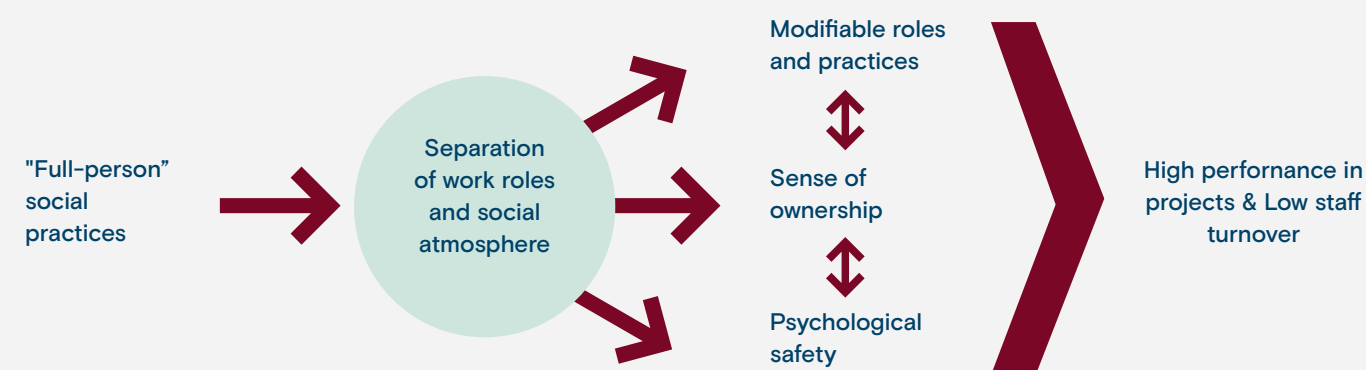 "Full-person”
social
practices
Separation
of work roles
and social
atmosphere
Modifiable roles
and practices
Sense of
ownership
Psychological
safety
High perfornance in
projects & Low staff
turnover